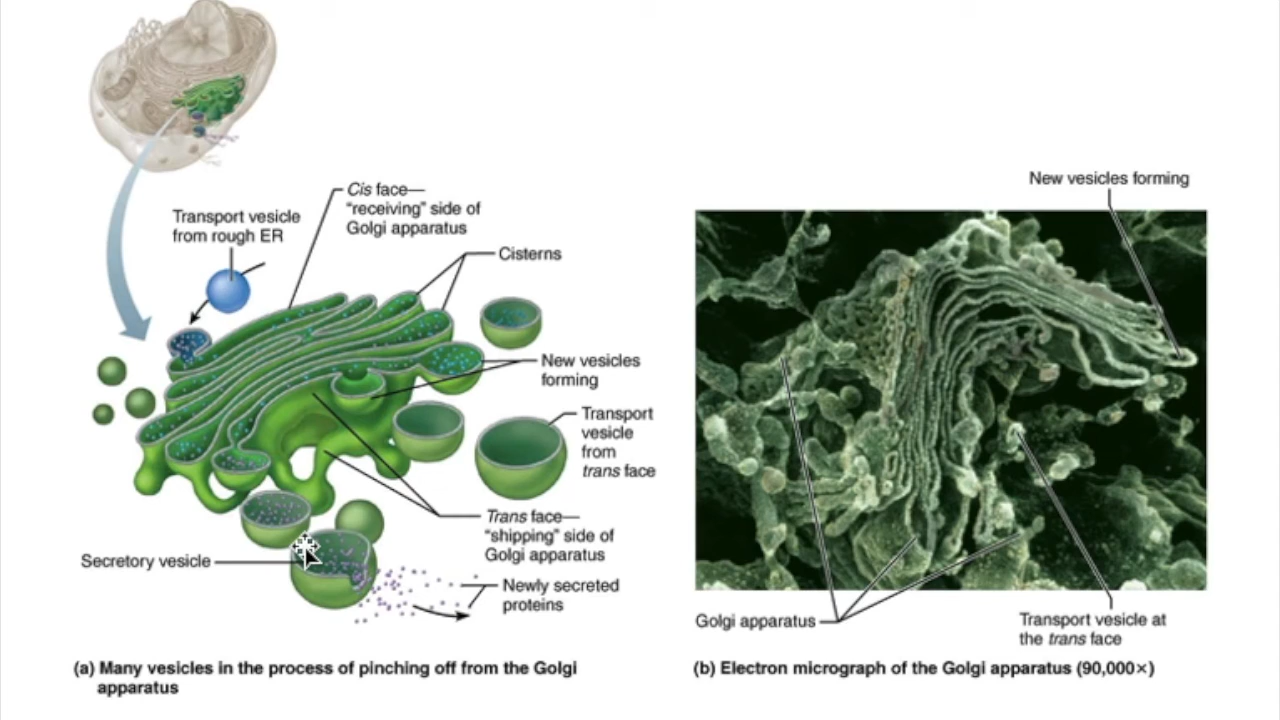 Cis face—
“receiving” side of
Golgi apparatus
Transport vesicle
from rough ER
Cisterns
New vesicles
forming
Transport
vesicle
from
trans face
Trans face—
“shipping” side of
Golgi apparatus
Secretory vesicle
Newly secreted
proteins
(a) Many vesicles in the process of pinching off from the Golgi
apparatus
New vesicles forming
Golgi apparatus
Transport vesicle at
the trans face
(b) Electron micrograph of the Golgi apparatus (90,000×)